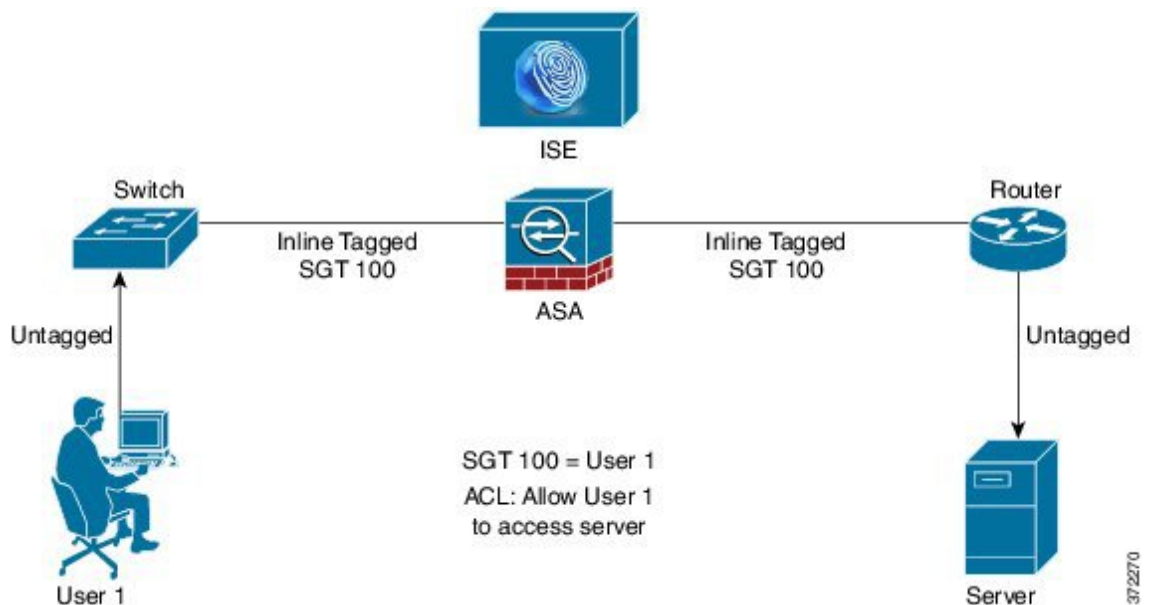 ISE
Switch
Router
Inline Tagged
SGT 100
Inline Tagged
SGT 100
ASA
Untagged
Untagged
SGT 100 = User 1
ACL: Allow User 1
to access server
User 1
Server
372270